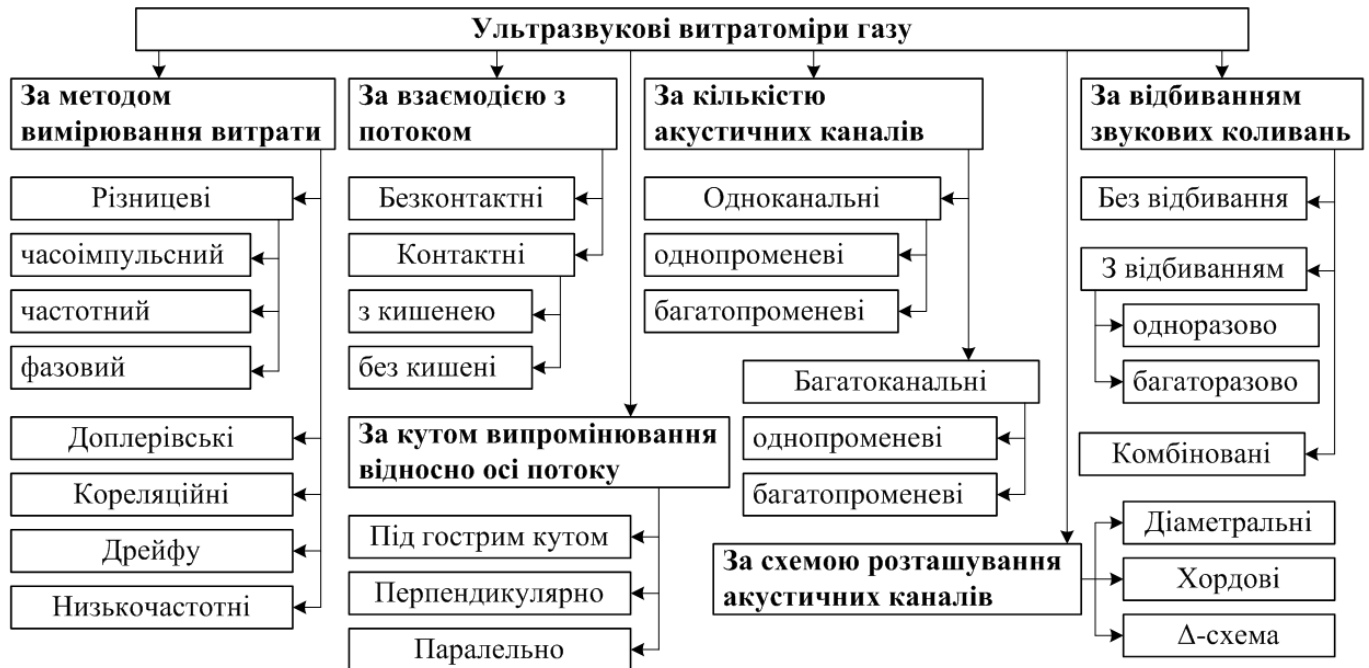 Ультразвукові витратоміри газу
За методом
вимірювання витрати
Різницеві
часоімпульсний
частотний
фазовий
Доплерівські
Кореляційні
Дрейфу
Низькочастотні
За взаємодією з
потоком
Безконтактні
Контактні
з кишенею
без кишені
За кутом випромінювання
відносно осі потоку
Під гострим кутом
Перпендикулярно
Паралельно
За кількістю
акустичних каналів
Одноканальні
однопроменеві
багатопроменеві
Багатоканальні
однопроменеві
багатопроменеві
За схемою розташування
акустичних каналів
Діаметральні
Хордові
Δ-схема
За відбиванням
звукових коливань
Без відбивання
З відбиванням
одноразово
багаторазово
Комбіновані